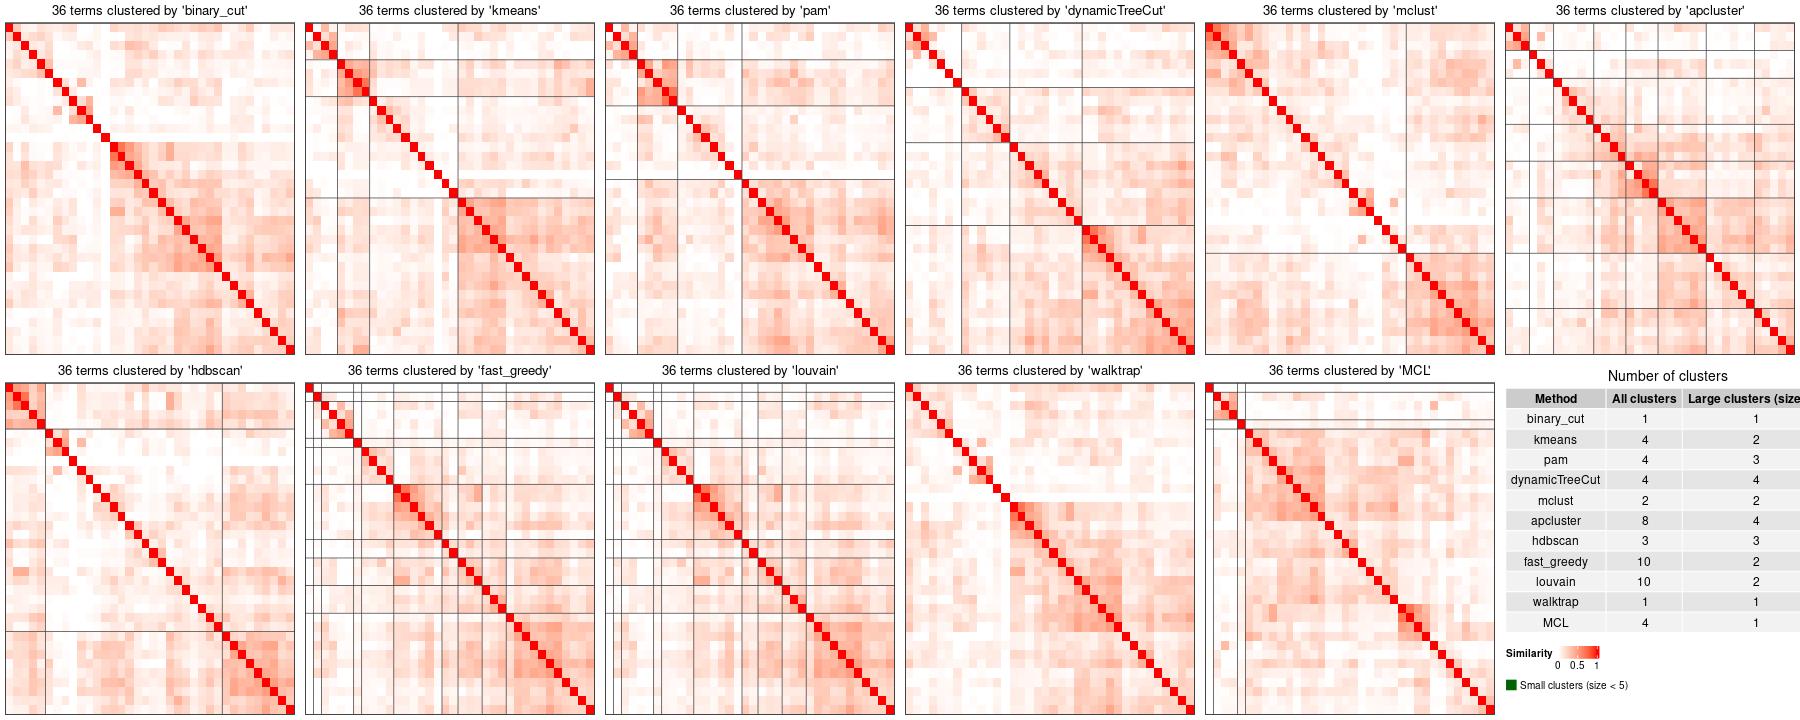 36 terms clustered by 'binary_cut'
36 terms clustered by 'kmeans'
36 terms clustered by 'pam'
36 terms clustered by 'dynamicTreeCut'
36 terms clustered by 'mclust'
36 terms clustered by 'apcluster'
36 terms clustered by 'hdbscan'
36 terms clustered by 'fast_greedy'
36 terms clustered by 'louvain'
36 terms clustered by 'walktrap'
36 terms clustered by 'MCL'
Number of clusters
Method All clusters Large clusters (size
binary_cut 1 1
kmeans 4 2
pam 4 3
dynamicTreeCut 4 4
mclust 2 2
apcluster 8 4
hdbscan 3 3
fast_greedy 10 2
louvain 10 2
walktrap 1 1
MCL 4 1
Similarity
0 0.5 1
Small clusters (size < 5)